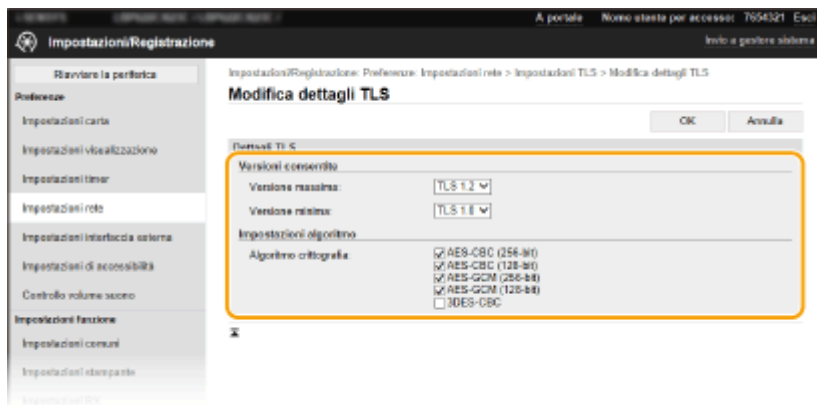 A portale Nome utente per accesso: 7654321 Esci
Impostazioni/Registrazione
Invio a gestore sistema
Riavviare la periferica
Preferenze
Impostazioni carta
Impostazioni visualizzazione
Impostazioni timer
Impostazioni rete
Impostazioni interfaccia esterna
Impostazioni di accessibilità
Controllo volume suono
Impostazioni funzione
Impostazioni comuni
Impostazioni stampante
Impostazioni/Registrazione: Preferenze: Impostazioni rete > Impostazioni TLS > Modifica dettagli TLS
Modifica dettagli TLS
OK Annulla
Dettagli TLS
Versioni consentite
Versione massima: TLS 1.2
Versione minima: TLS 1.0
Impostazioni algoritmo
Algoritmo crittografia: AES-CBC (256-bit)
AES-CBC (128-bit)
AES-GCM (256-bit)
AES-GCM (128-bit)
3DES-CBC